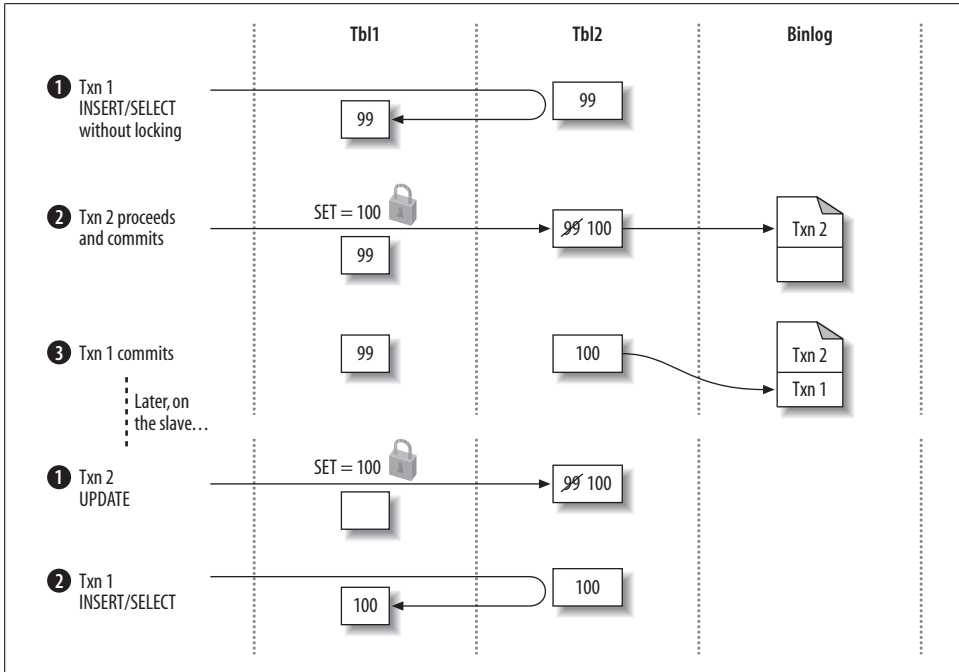 Tbl1 Tbl2 Binlog
1 Txn 1
INSERT/SELECT
without locking
99
99
SET = 100
2 Txn 2 proceeds
and commits
99 100
Txn 2
99
3 Txn 1 commits
99
100
Txn 2
Txn 1
Later, on
the slave…
SET = 100
1 Txn 2
UPDATE
99 100
2 Txn 1
INSERT/SELECT
100
100